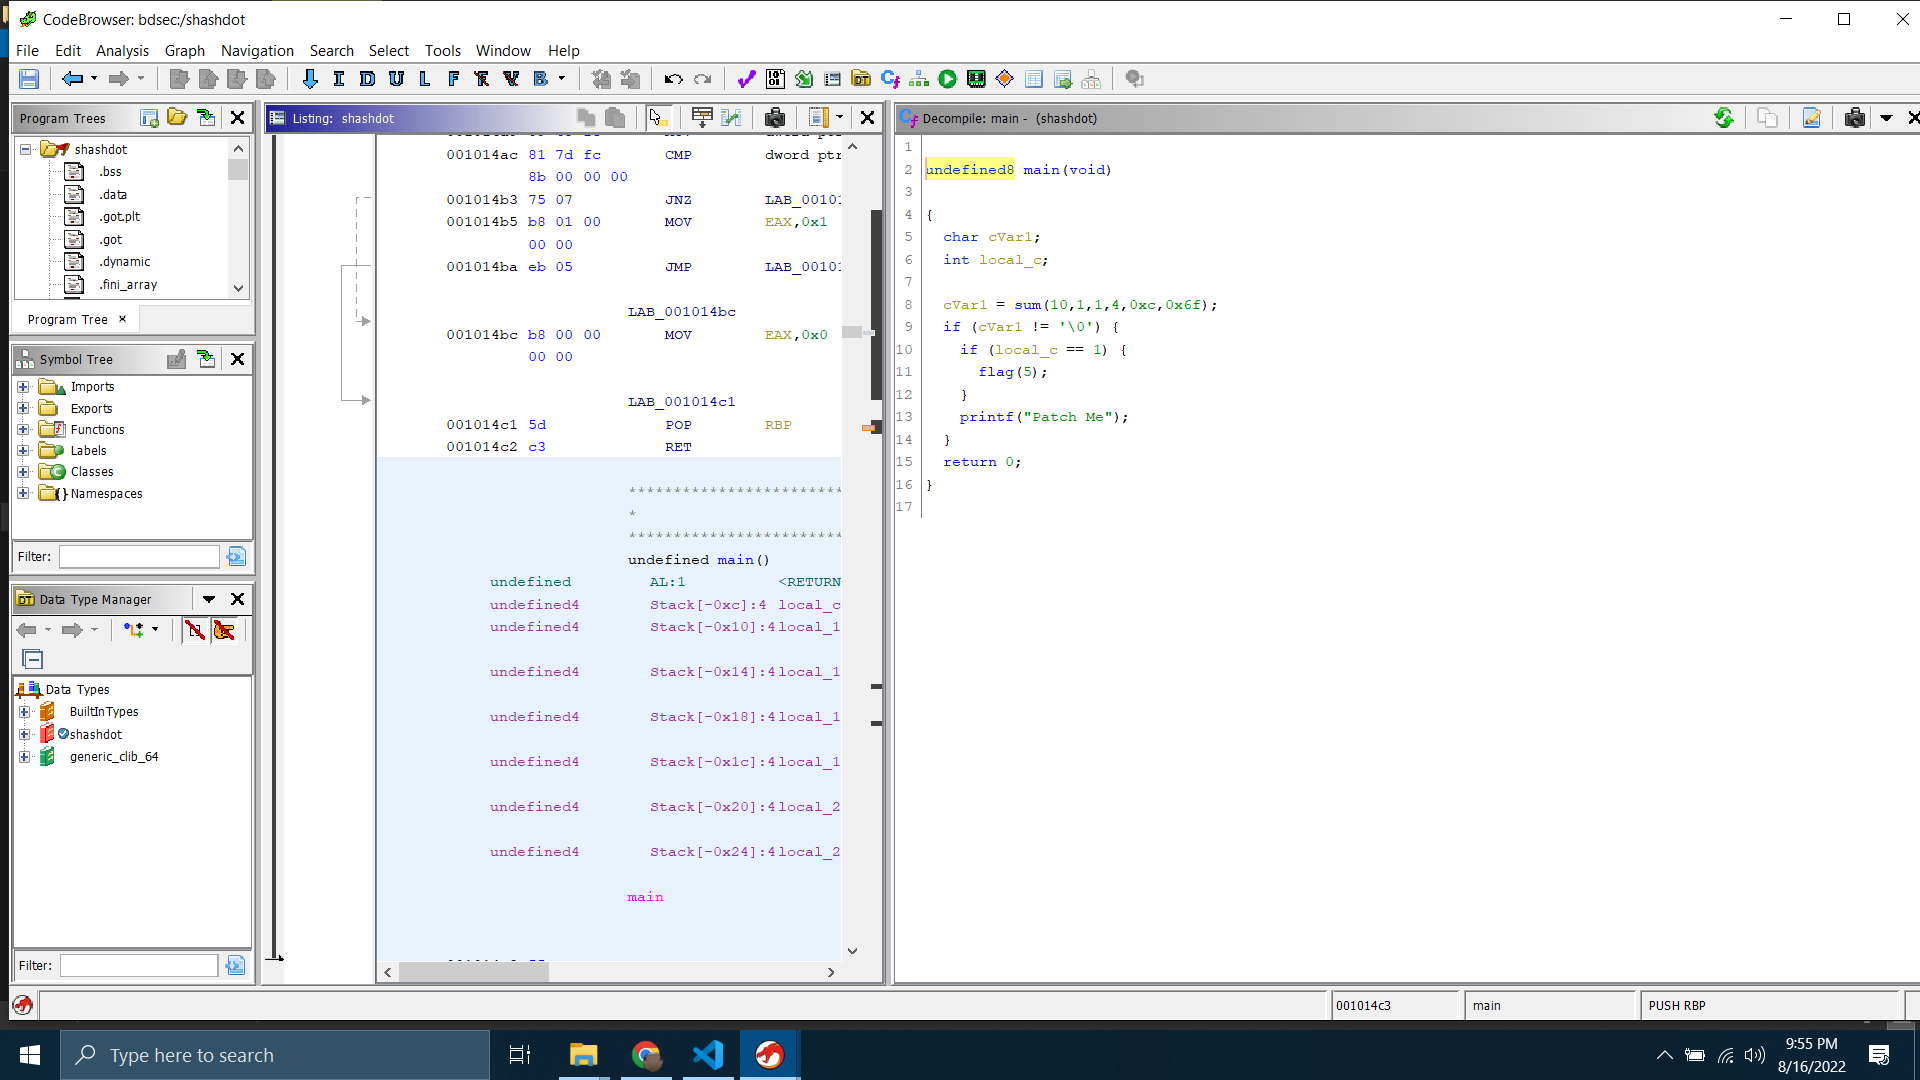 CodeBrowser: bdsec:/shashdot
File Edit Analysis Graph Navigation Search Select Tools Window Help
I D U L F V B
Program Trees
shashdot
.bss
.data
.got.plt
.got
.dynamic
.fini_array
Program Tree ×
Symbol Tree
Imports
Exports
Functions
Labels
Classes
Namespaces
Filter:
Data Type Manager
Data Types
BuiltInTypes
shashdot
generic_clib_64
Filter:
Listing: shashdot
001014ac 81 7d fc CMP dword ptr
8b 00 00 00
001014b3 75 07 JNZ LAB_00101
001014b5 b8 01 00 MOV EAX,0x1
00 00
001014ba eb 05 JMP LAB_00101
LAB_001014bc
001014bc b8 00 00 MOV EAX,0x0
00 00
LAB_001014c1
001014c1 5d POP RBP
001014c2 c3 RET
************************
*
************************
undefined main()
undefined AL:1 <RETURN
undefined4 Stack[-0xc]:4 local_c
undefined4 Stack[-0x10]:4 local_1
undefined4 Stack[-0x14]:4 local_1
undefined4 Stack[-0x18]:4 local_1
undefined4 Stack[-0x1c]:4 local_1
undefined4 Stack[-0x20]:4 local_2
undefined4 Stack[-0x24]:4 local_2
main
Decompile: main - (shashdot)
1
2 undefined8 main(void)
3
4 {
5 char cVar1;
6 int local_c;
7
8 cVar1 = sum(10,1,1,4,0xc,0x6f);
9 if (cVar1 != '\0') {
10 if (local_c == 1) {
11 flag(5);
12 }
13 printf("Patch Me");
14 }
15 return 0;
16 }
17
001014c3 main PUSH RBP
Type here to search
9:55 PM
8/16/2022